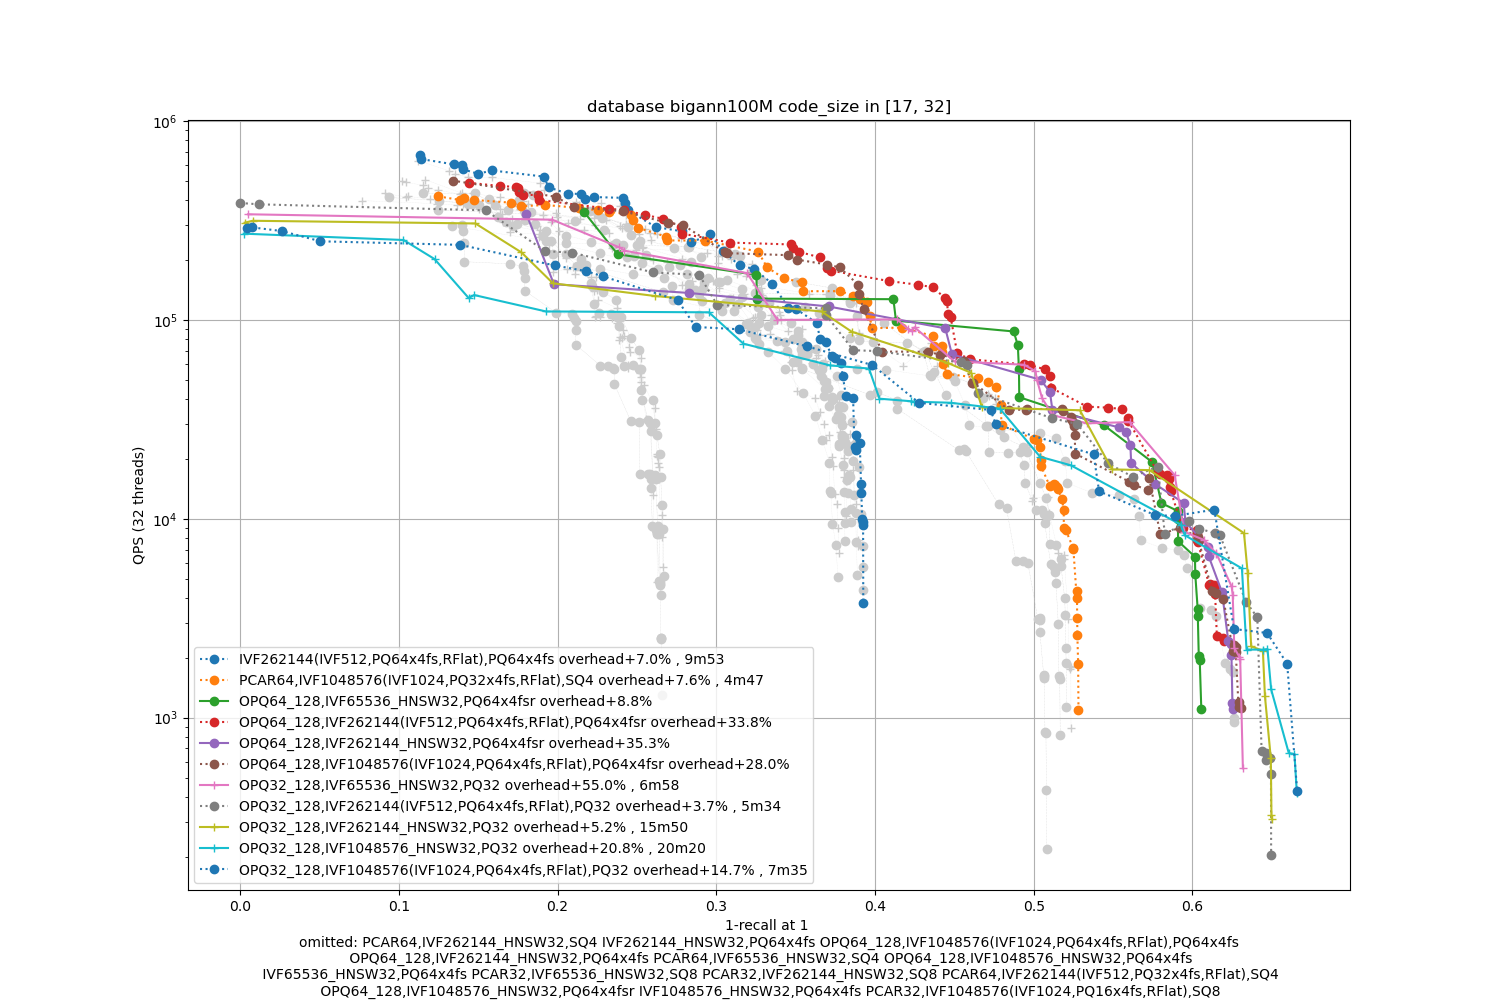 database bigann100M code_size in [17, 32]
10^6
10^5
10^4
10^3
QPS (32 threads)
IVF262144(IVF512,PQ64x4fs,RFlat),PQ64x4fs overhead+7.0% , 9m53
PCAR64,IVF1048576(IVF1024,PQ32x4fs,RFlat),SQ4 overhead+7.6% , 4m47
OPQ64_128,IVF65536_HNSW32,PQ64x4fsr overhead+8.8%
OPQ64_128,IVF262144(IVF512,PQ64x4fs,RFlat),PQ64x4fsr overhead+33.8%
OPQ64_128,IVF262144_HNSW32,PQ64x4fsr overhead+35.3%
OPQ64_128,IVF1048576(IVF1024,PQ64x4fs,RFlat),PQ64x4fsr overhead+28.0%
OPQ32_128,IVF65536_HNSW32,PQ32 overhead+55.0% , 6m58
OPQ32_128,IVF262144(IVF512,PQ64x4fs,RFlat),PQ32 overhead+3.7% , 5m34
OPQ32_128,IVF262144_HNSW32,PQ32 overhead+5.2% , 15m50
OPQ32_128,IVF1048576_HNSW32,PQ32 overhead+20.8% , 20m20
OPQ32_128,IVF1048576(IVF1024,PQ64x4fs,RFlat),PQ32 overhead+14.7% , 7m35
0.0 0.1 0.2 0.3 0.4 0.5 0.6
1-recall at 1
omitted: PCAR64,IVF262144_HNSW32,SQ4 IVF262144_HNSW32,PQ64x4fs OPQ64_128,IVF1048576(IVF1024,PQ64x4fs,RFlat),PQ64x4fs
OPQ64_128,IVF262144_HNSW32,PQ64x4fs PCAR64,IVF65536_HNSW32,SQ4 OPQ64_128,IVF1048576_HNSW32,PQ64x4fs
IVF65536_HNSW32,PQ64x4fs PCAR32,IVF65536_HNSW32,SQ8 PCAR32,IVF262144_HNSW32,SQ8 PCAR64,IVF262144(IVF512,PQ32x4fs,RFlat),SQ4
OPQ64_128,IVF1048576_HNSW32,PQ64x4fsr IVF1048576_HNSW32,PQ64x4fs PCAR32,IVF1048576(IVF1024,PQ16x4fs,RFlat),SQ8